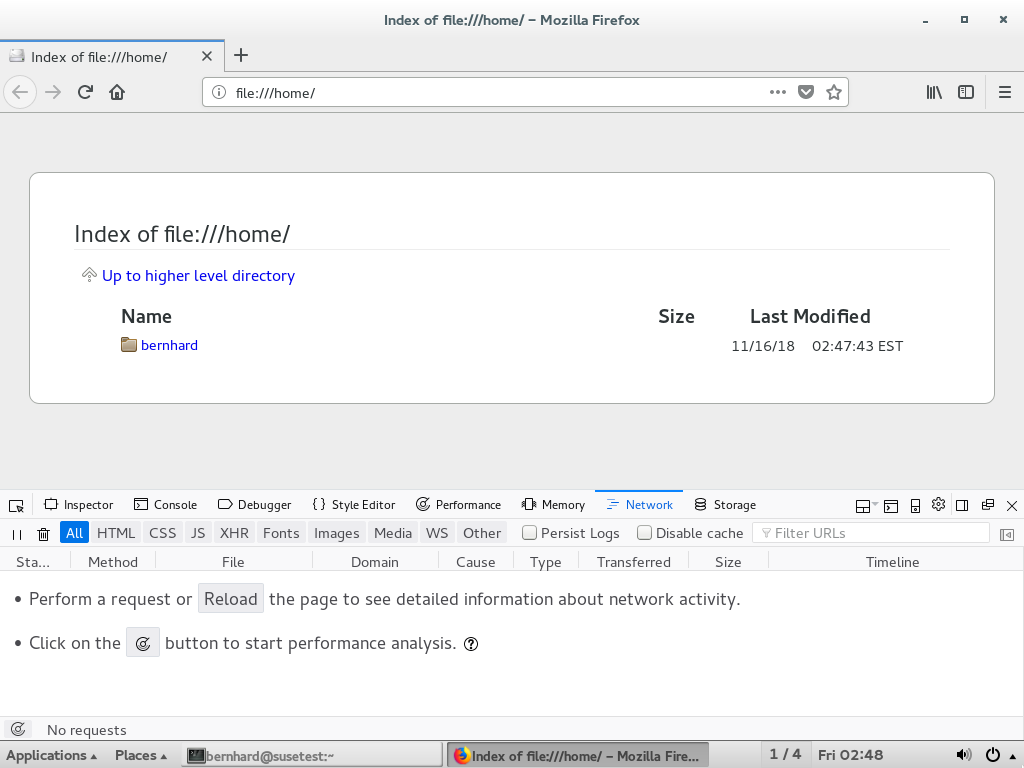 Index of file:///home/ – Mozilla Firefox
Index of file:///home/
file:///home/
Index of file:///home/
Up to higher level directory
Name Size Last Modified
bernhard 11/16/18 02:47:43 EST
Inspector Console Debugger Style Editor Performance Memory Network Storage
All HTML CSS JS XHR Fonts Images Media WS Other Persist Logs Disable cache Filter URLs
Sta... Method File Domain Cause Type Transferred Size Timeline
• Perform a request or Reload the page to see detailed information about network activity.
• Click on the button to start performance analysis.
No requests
Applications Places bernhard@susetest:~ Index of file:///home/ – Mozilla Fire... 1 / 4 Fri 02:48